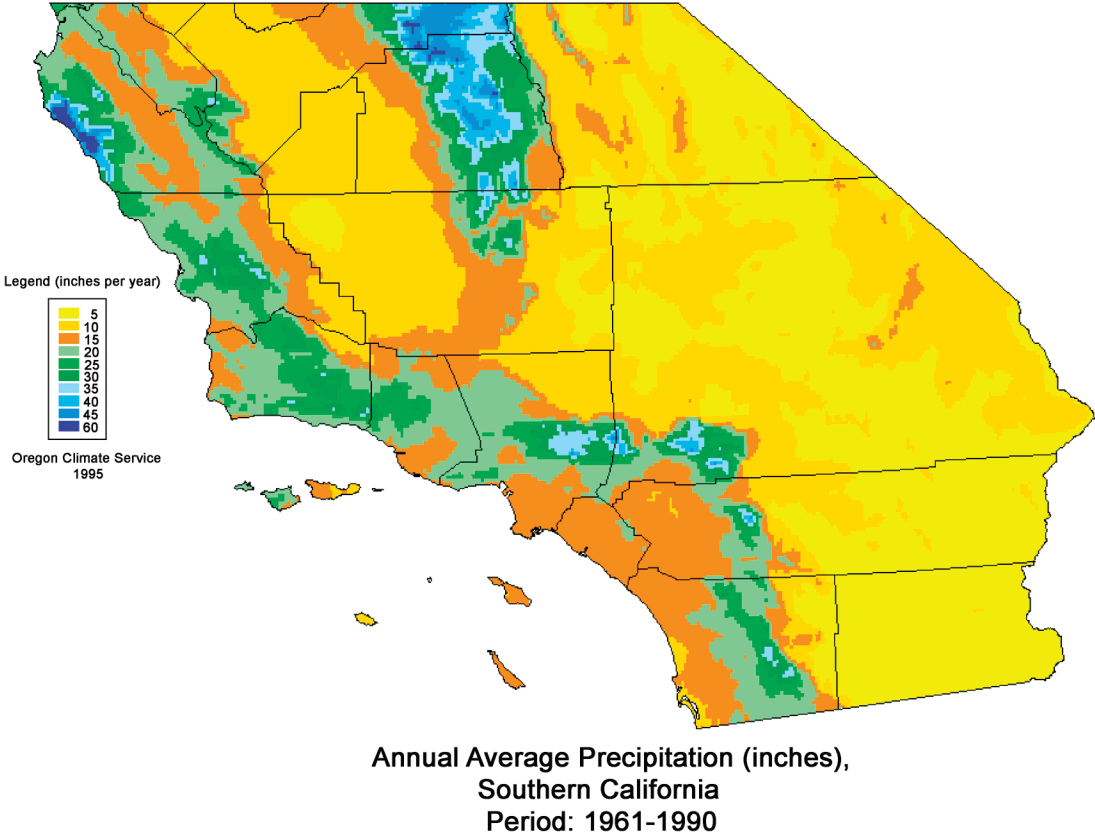 Legend (inches per year)
5
10
15
20
25
30
35
40
45
60
Oregon Climate Service
1995
Annual Average Precipitation (inches),
Southern California
Period: 1961-1990